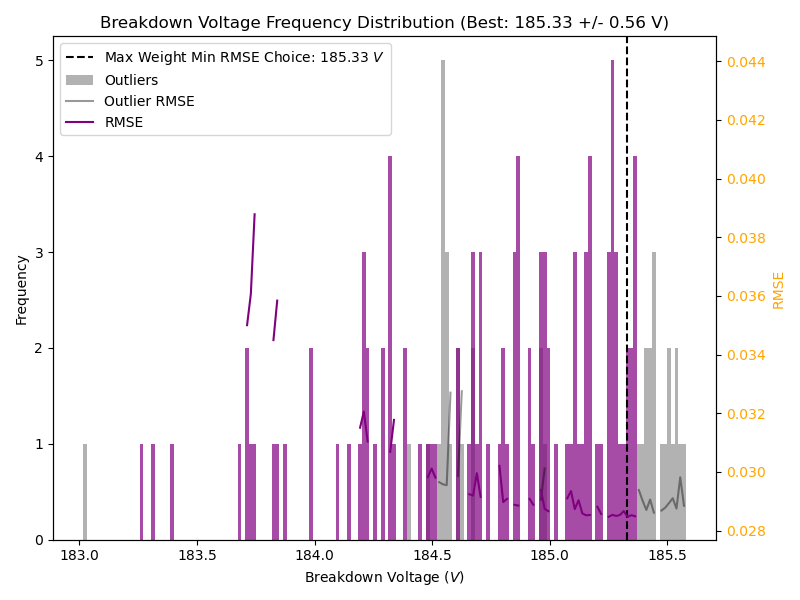 Breakdown Voltage Frequency Distribution (Best: 185.33 +/- 0.56 V)
Max Weight Min RMSE Choice: 185.33 V
Outliers
Outlier RMSE
RMSE
Frequency
5
4
3
2
1
0
183.0 183.5 184.0 184.5 185.0 185.5
Breakdown Voltage (V)
0.044
0.042
0.040
0.038
0.036
0.034
0.032
0.030
0.028
RMSE